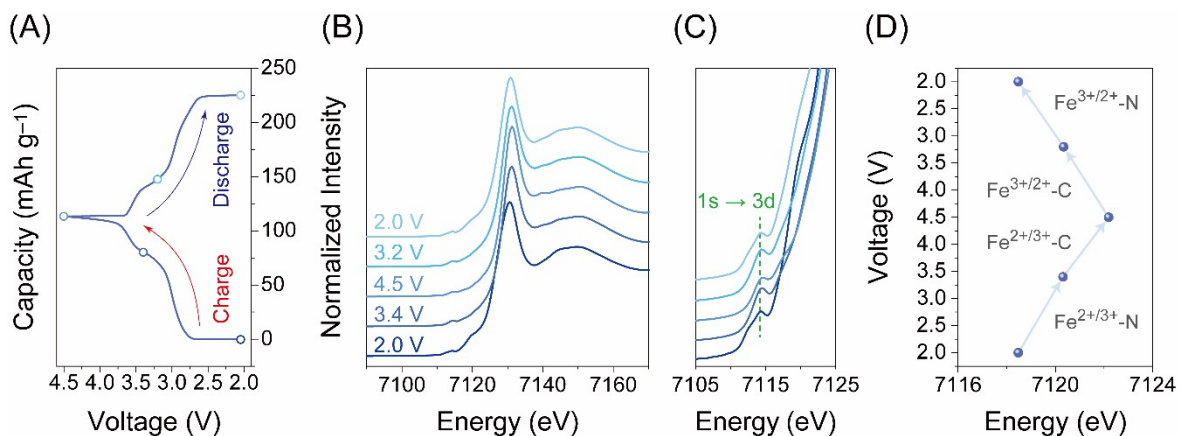 (A)
Capacity (mAh g⁻¹)
250
200
150
100
50
0
Discharge
Charge
4.5 4.0 3.5 3.0 2.5 2.0
Voltage (V)
(B)
Normalized Intensity
2.0 V
3.2 V
4.5 V
3.4 V
2.0 V
7100 7120 7140 7160
Energy (eV)
(C)
1s → 3d
7105 7115 7125
Energy (eV)
(D)
Voltage (V)
2.0
2.5
3.0
3.5
4.0
4.5
4.0
3.5
3.0
2.5
2.0
Fe³⁺/²⁺-N
Fe³⁺/²⁺-C
Fe²⁺/³⁺-C
Fe²⁺/³⁺-N
7116 7120 7124
Energy (eV)